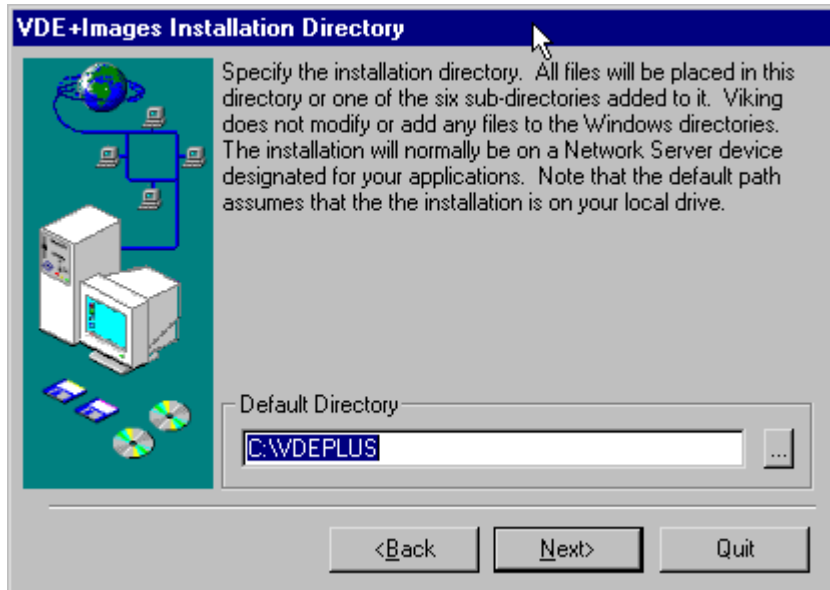 VDE+Images Installation Directory
Specify the installation directory.  All files will be placed in this
directory or one of the six sub-directories added to it.  Viking
does not modify or add any files to the Windows directories.
The installation will normally be on a Network Server device
designated for your applications.  Note that the default path
assumes that the the installation is on your local drive.
Default Directory
C:\VDEPLUS
...
<Back
Next>
Quit